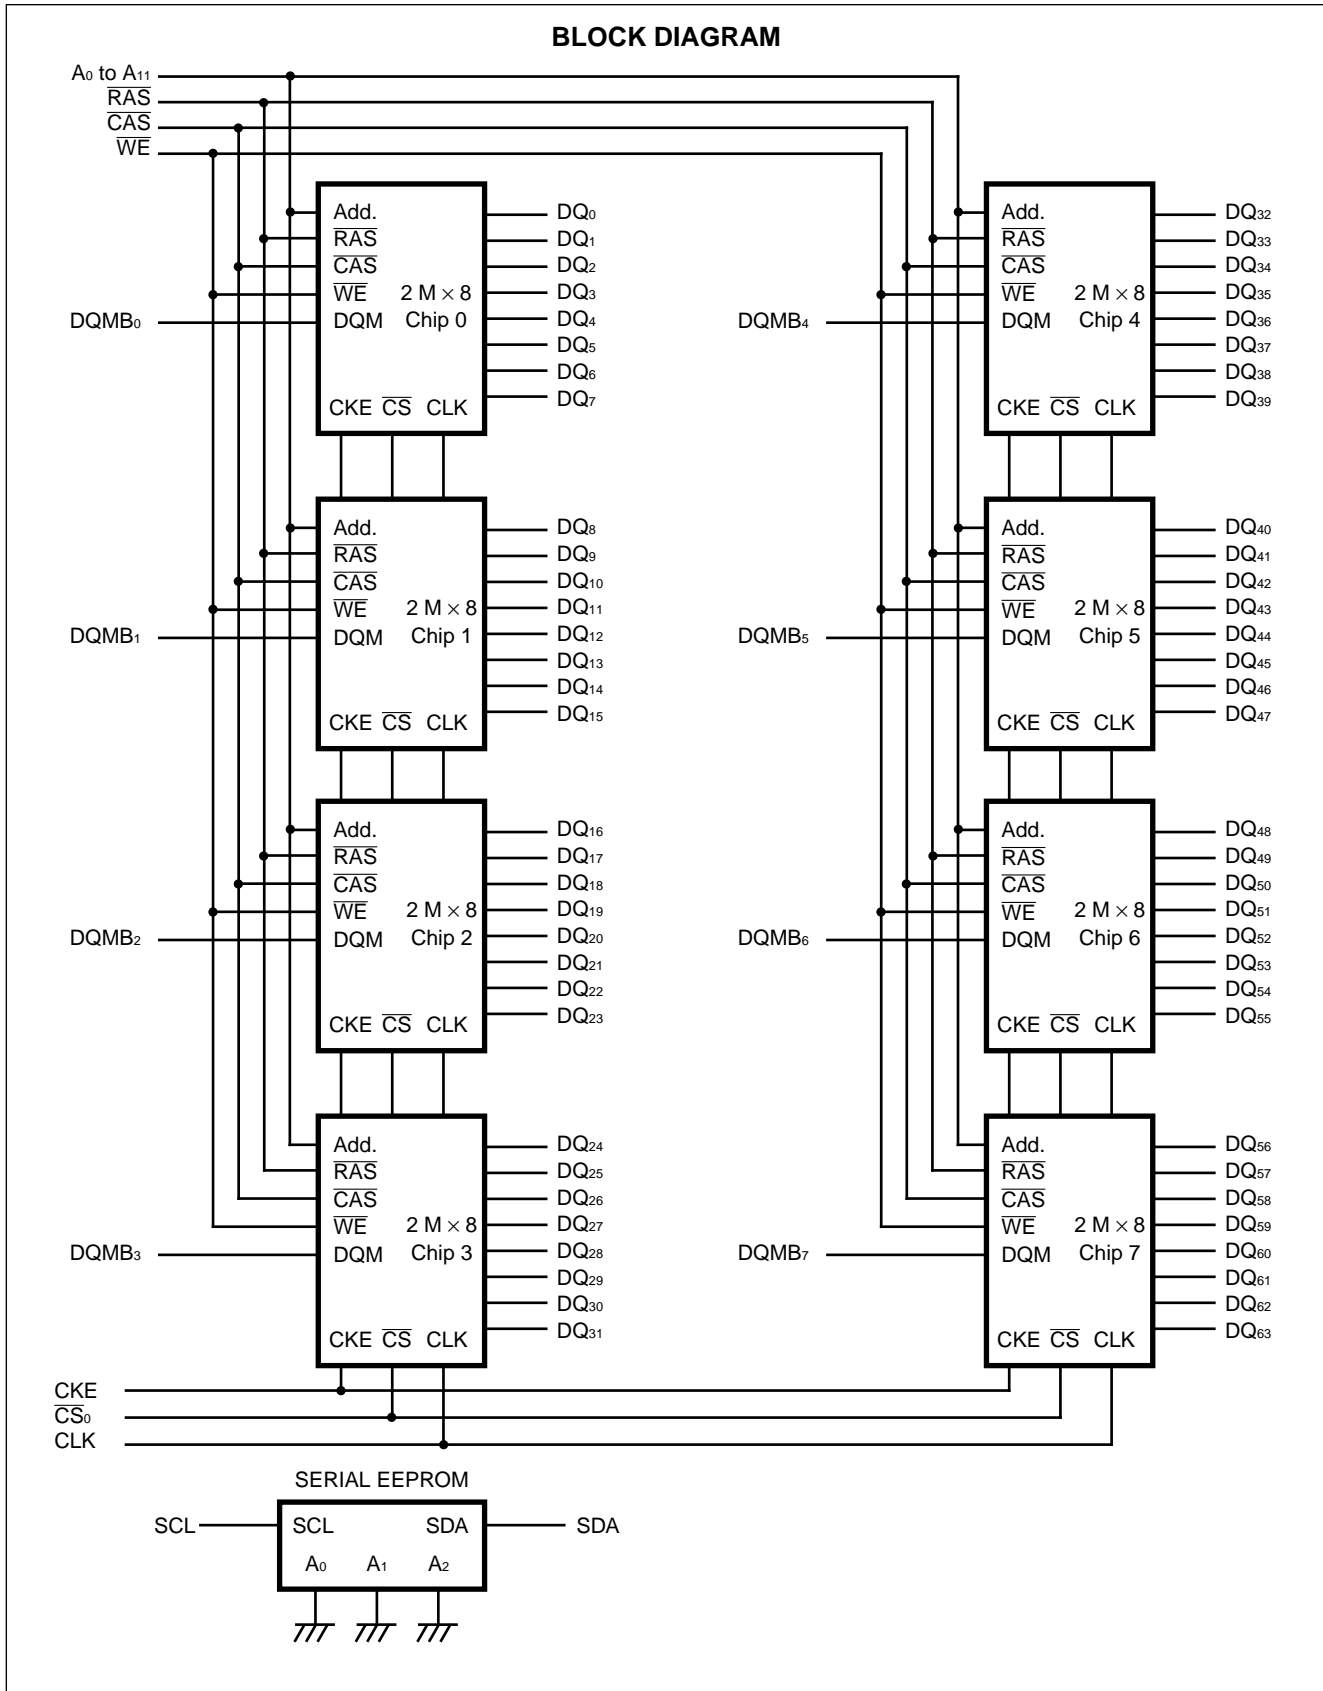 BLOCK DIAGRAM
A0 to A11
RAS
CAS
WE
Add.
RAS
CAS
WE 2 M × 8
DQM Chip 0
CKE CS CLK
DQMB0
DQ0
DQ1
DQ2
DQ3
DQ4
DQ5
DQ6
DQ7
Add.
RAS
CAS
WE 2 M × 8
DQM Chip 4
CKE CS CLK
DQMB4
DQ32
DQ33
DQ34
DQ35
DQ36
DQ37
DQ38
DQ39
Add.
RAS
CAS
WE 2 M × 8
DQM Chip 1
CKE CS CLK
DQMB1
DQ8
DQ9
DQ10
DQ11
DQ12
DQ13
DQ14
DQ15
Add.
RAS
CAS
WE 2 M × 8
DQM Chip 5
CKE CS CLK
DQMB5
DQ40
DQ41
DQ42
DQ43
DQ44
DQ45
DQ46
DQ47
Add.
RAS
CAS
WE 2 M × 8
DQM Chip 2
CKE CS CLK
DQMB2
DQ16
DQ17
DQ18
DQ19
DQ20
DQ21
DQ22
DQ23
Add.
RAS
CAS
WE 2 M × 8
DQM Chip 6
CKE CS CLK
DQMB6
DQ48
DQ49
DQ50
DQ51
DQ52
DQ53
DQ54
DQ55
Add.
RAS
CAS
WE 2 M × 8
DQM Chip 3
CKE CS CLK
DQMB3
DQ24
DQ25
DQ26
DQ27
DQ28
DQ29
DQ30
DQ31
Add.
RAS
CAS
WE 2 M × 8
DQM Chip 7
CKE CS CLK
DQMB7
DQ56
DQ57
DQ58
DQ59
DQ60
DQ61
DQ62
DQ63
CKE
CS0
CLK
SERIAL EEPROM
SCL SCL SDA SDA
A0 A1 A2